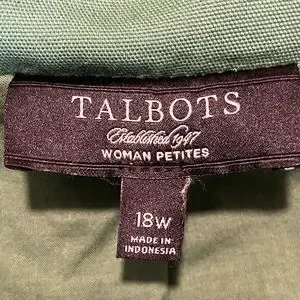 TALBOTS
Established 1947
WOMAN PETITES
18W
MADE IN
INDONESIA